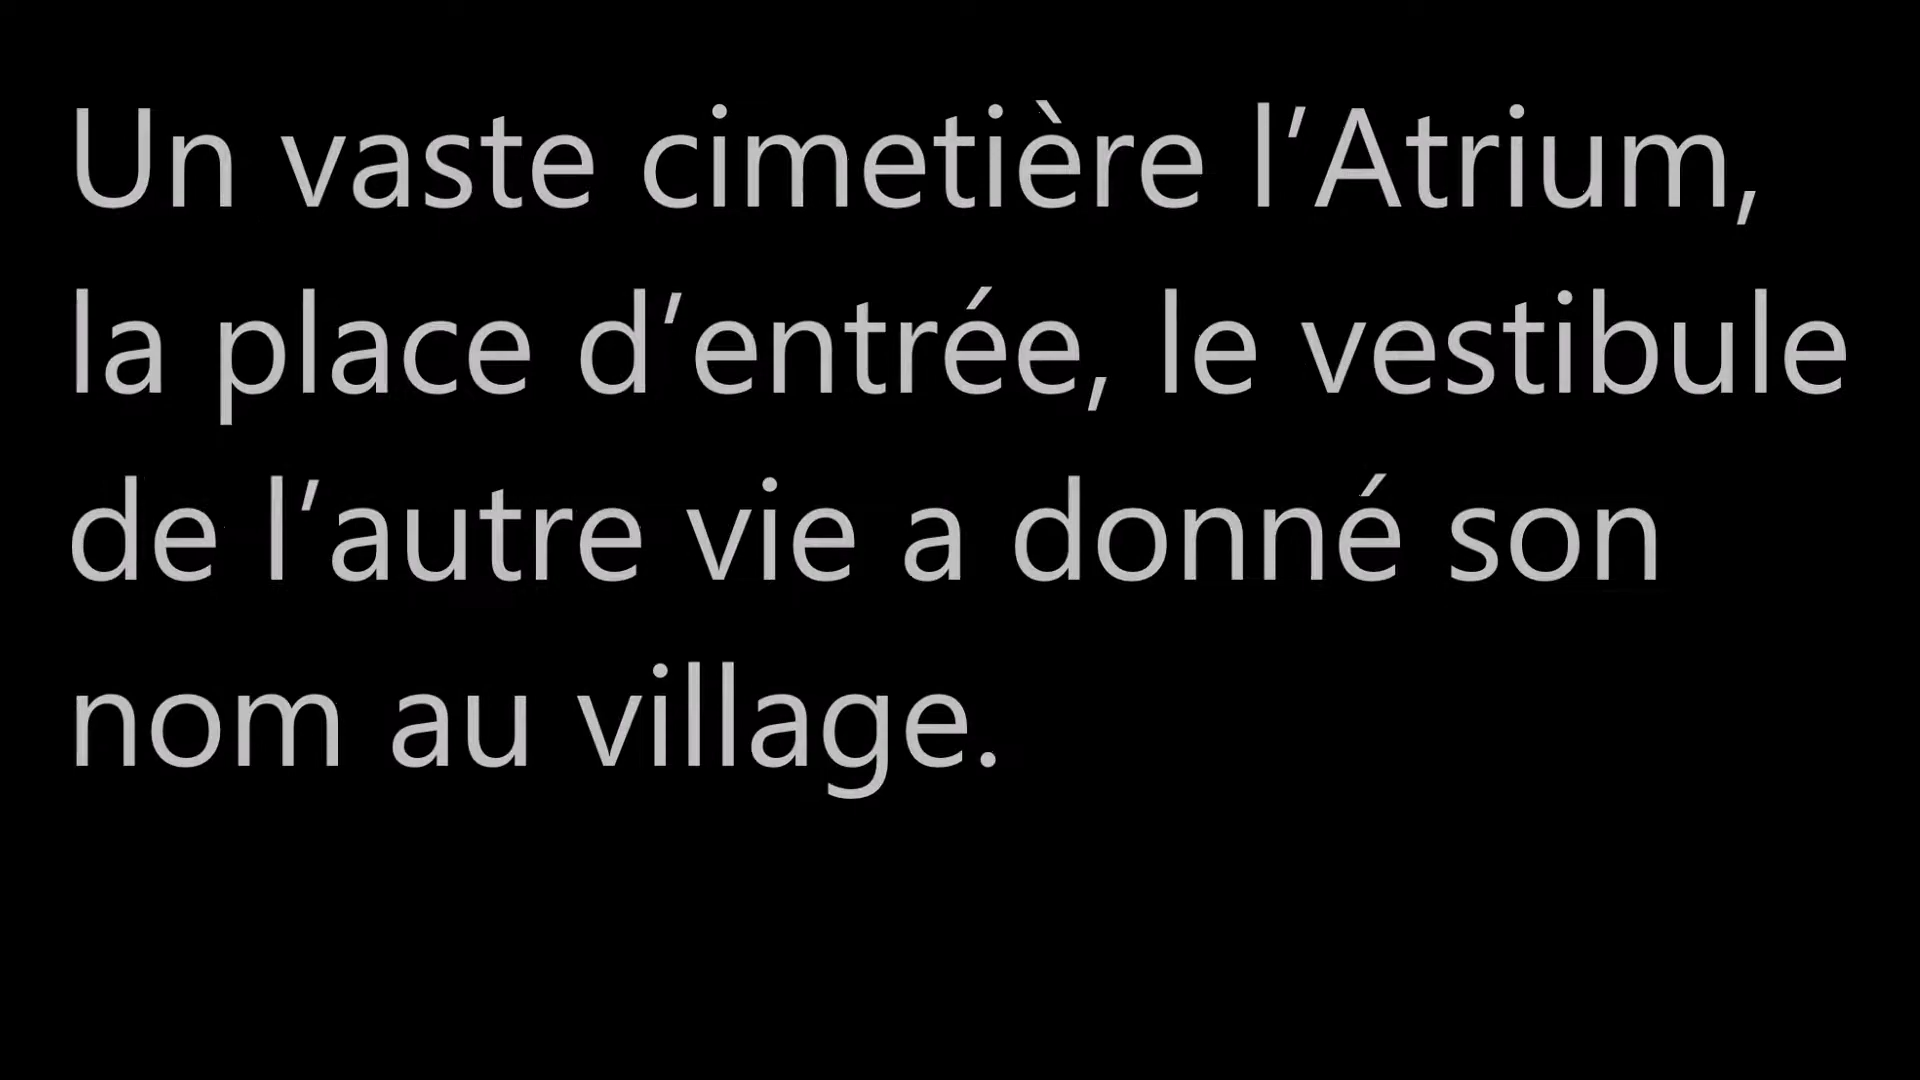 Un vaste cimetière l’Atrium,
la place d’entrée, le vestibule
de l’autre vie a donné son
nom au village.